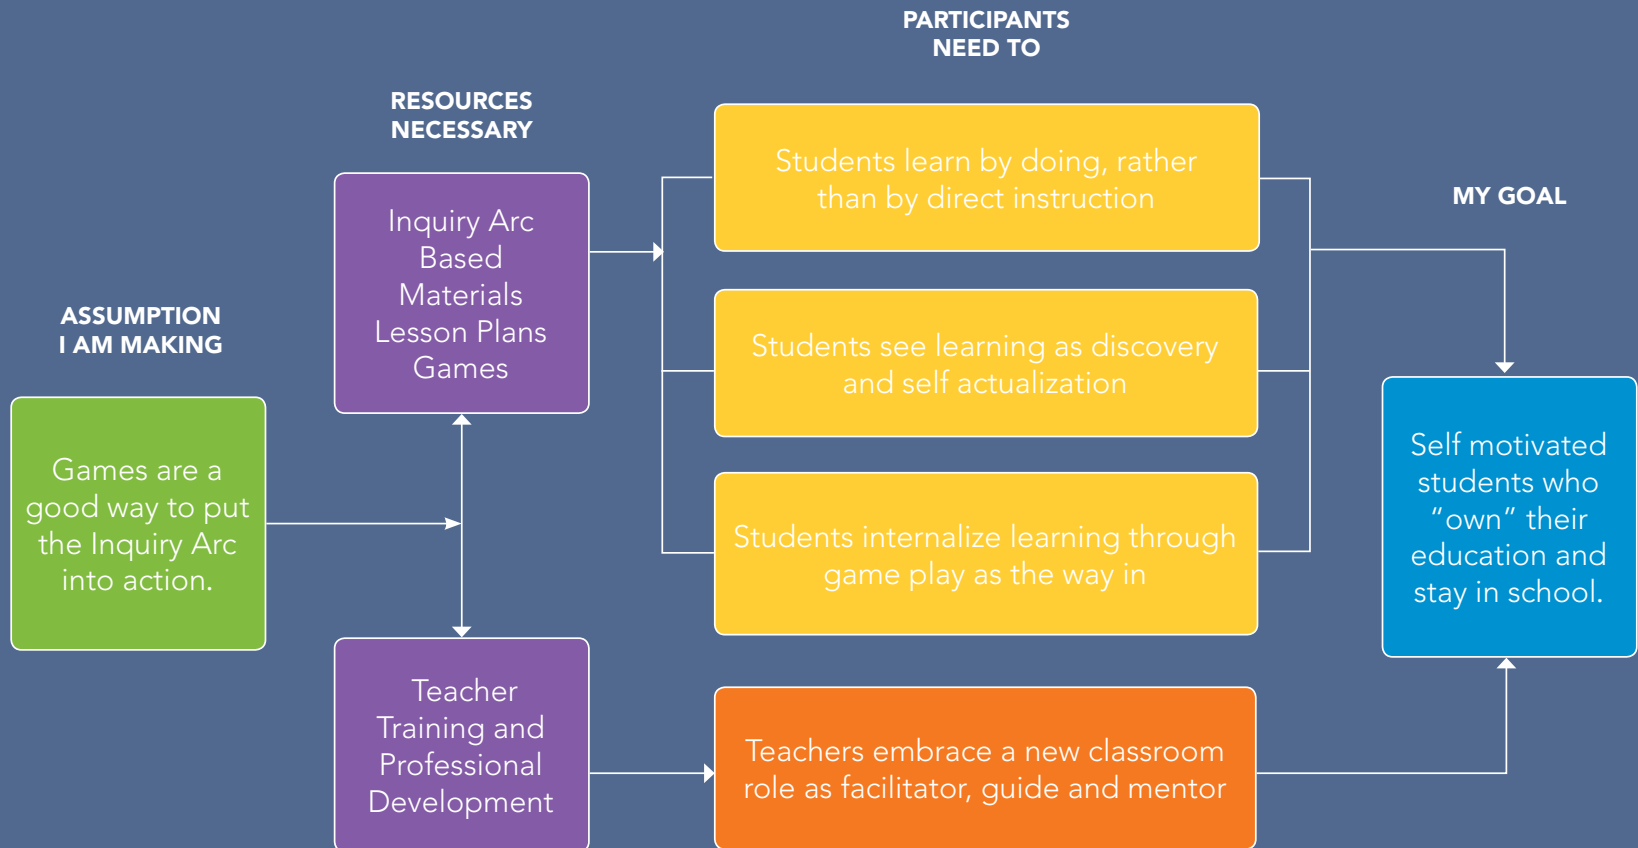 ASSUMPTION
I AM MAKING
Games are a
good way to put
the Inquiry Arc
into action.
RESOURCES
NECESSARY
Inquiry Arc
Based
Materials
Lesson Plans
Games
Teacher
Training and
Professional
Development
PARTICIPANTS
NEED TO
Students learn by doing, rather
than by direct instruction
Students see learning as discovery
and self actualization
Students internalize learning through
game play as the way in
Teachers embrace a new classroom
role as facilitator, guide and mentor
MY GOAL
Self motivated
students who
“own” their
education and
stay in school.